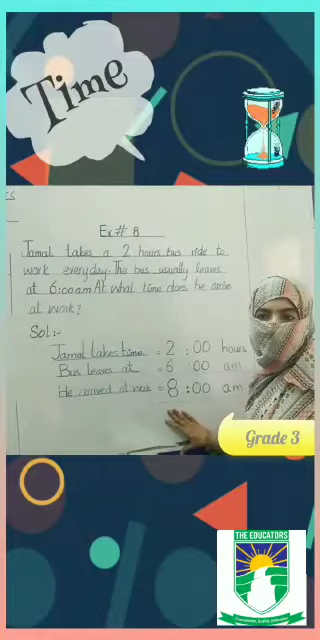 Time
Ex # 8
Jamal takes a 2 hours bus ride to
work everyday. The bus usually leaves
at 6:00am At what time does he arrive
at work?
Sol:-
Jamal takes time = 2 :00 hours
Bus leaves at = 6 :00 am
He arrived at work = 8 :00 am
Grade 3
THE EDUCATORS